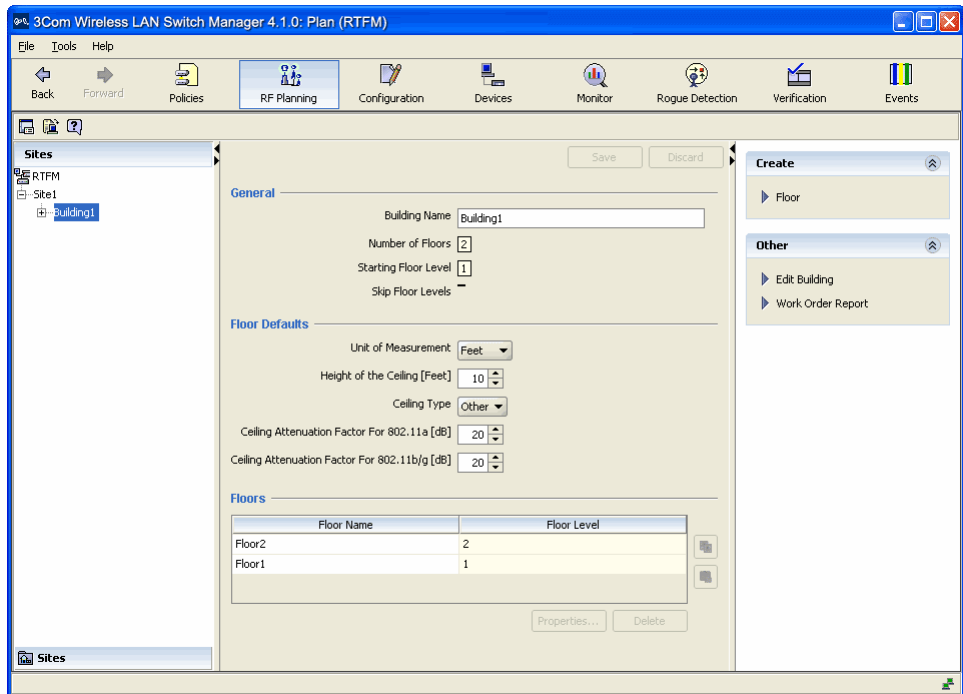 3Com Wireless LAN Switch Manager 4.1.0: Plan (RTFM)
File Tools Help
Back Forward Policies RF Planning Configuration Devices Monitor Rogue Detection Verification Events
Sites
RTFM
Site1
Building1
Sites
Save Discard
General
Building Name Building1
Number of Floors 2
Starting Floor Level 1
Skip Floor Levels
Floor Defaults
Unit of Measurement Feet
Height of the Ceiling [Feet] 10
Ceiling Type Other
Ceiling Attenuation Factor For 802.11a [dB] 20
Ceiling Attenuation Factor For 802.11b/g [dB] 20
Floors
Floor Name Floor Level
Floor2 2
Floor1 1
Properties... Delete
Create
Floor
Other
Edit Building
Work Order Report